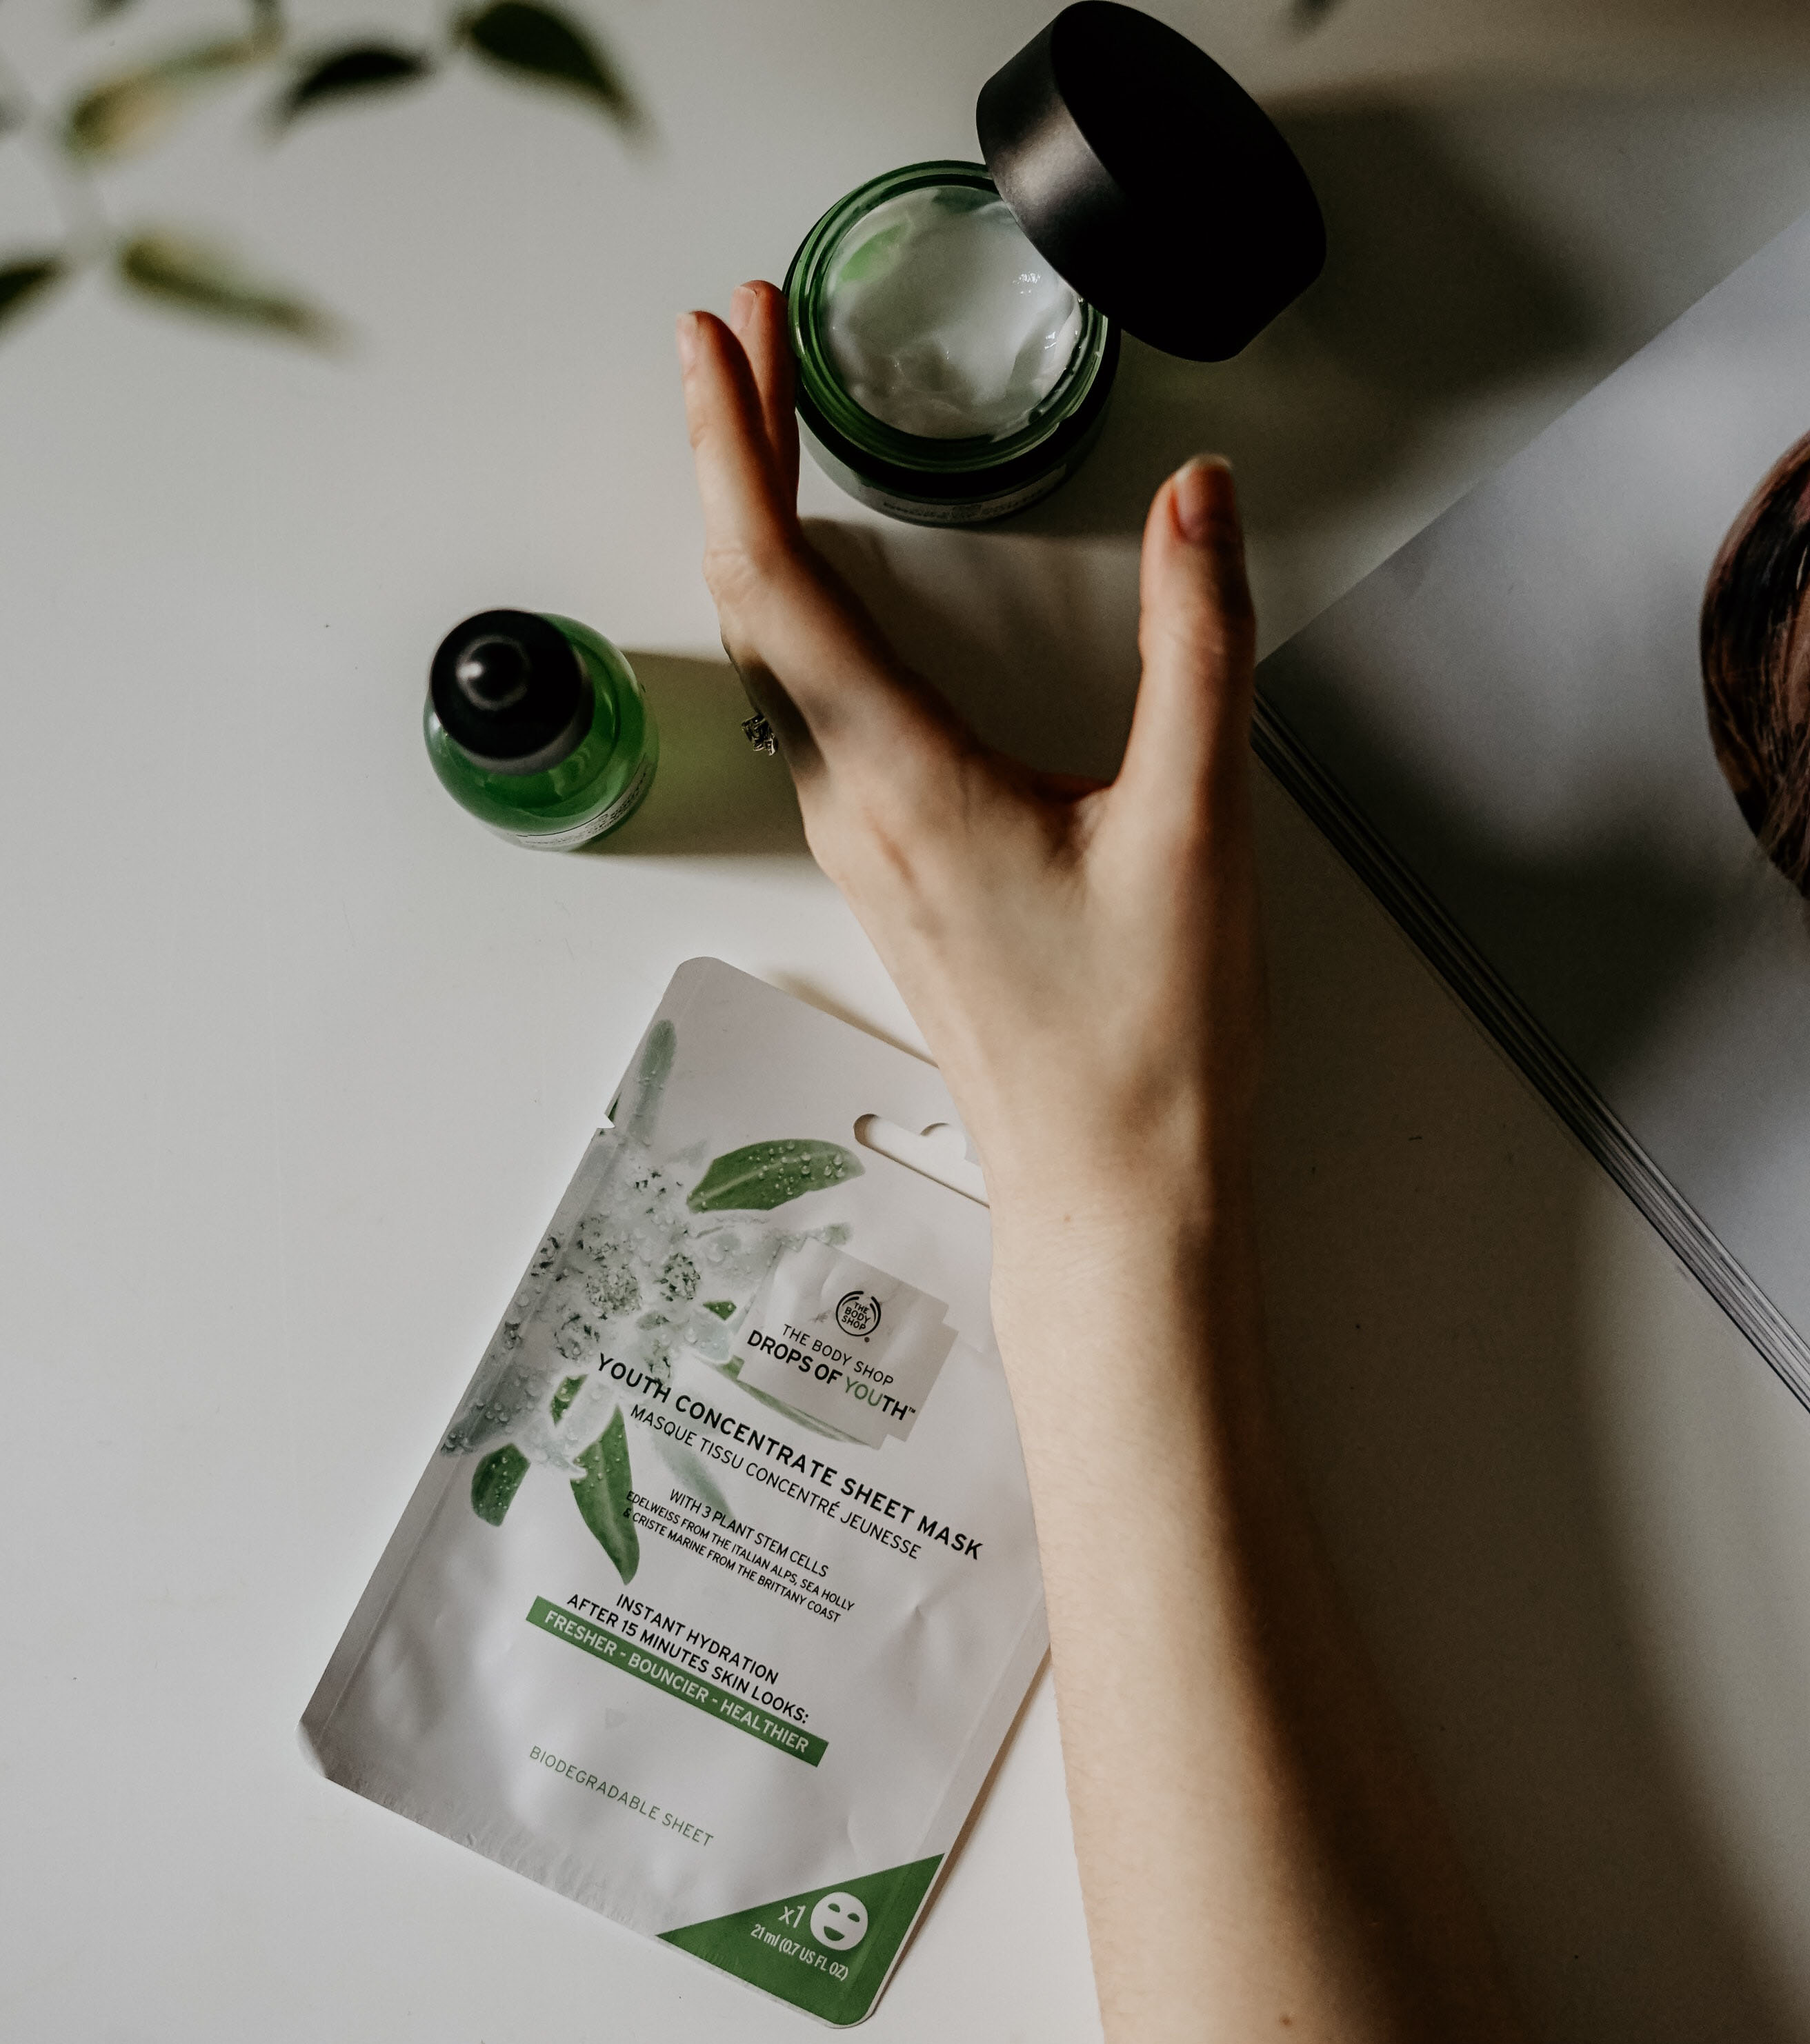 THE
BODY
SHOP
THE BODY SHOP
DROPS OF YOUTH™
YOUTH CONCENTRATE SHEET MASK
MASQUE TISSU CONCENTRÉ JEUNESSE
WITH 3 PLANT STEM CELLS
EDELWEISS FROM THE ITALIAN ALPS, SEA HOLLY
& CRISTE MARINE FROM THE BRITTANY COAST
INSTANT HYDRATION
AFTER 15 MINUTES SKIN LOOKS:
FRESHER - BOUNCIER - HEALTHIER
BIODEGRADABLE SHEET
x1
21 ml (0.7 US FL OZ)